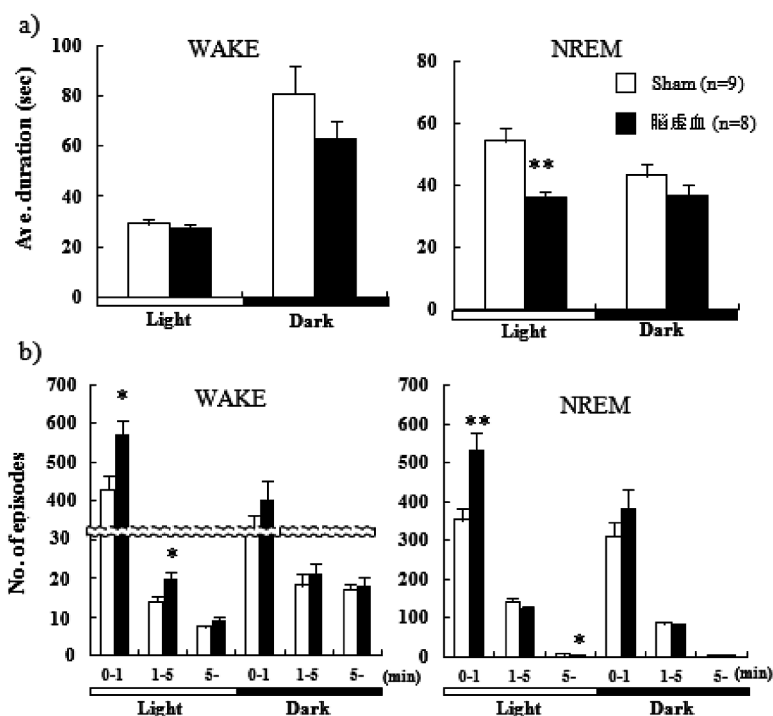 a)
WAKE
Ave. duration (sec)
100
80
60
40
20
0
Light Dark
NREM
80
60
40
20
0
Sham (n=9)
脳虚血 (n=8)
**
Light Dark
b)
WAKE
No. of episodes
700
600
500
400
30
20
10
0
*
*
0-1 1-5 5- 0-1 1-5 5- (min)
Light Dark
NREM
700
600
500
400
300
200
100
0
**
*
0-1 1-5 5- 0-1 1-5 5- (min)
Light Dark